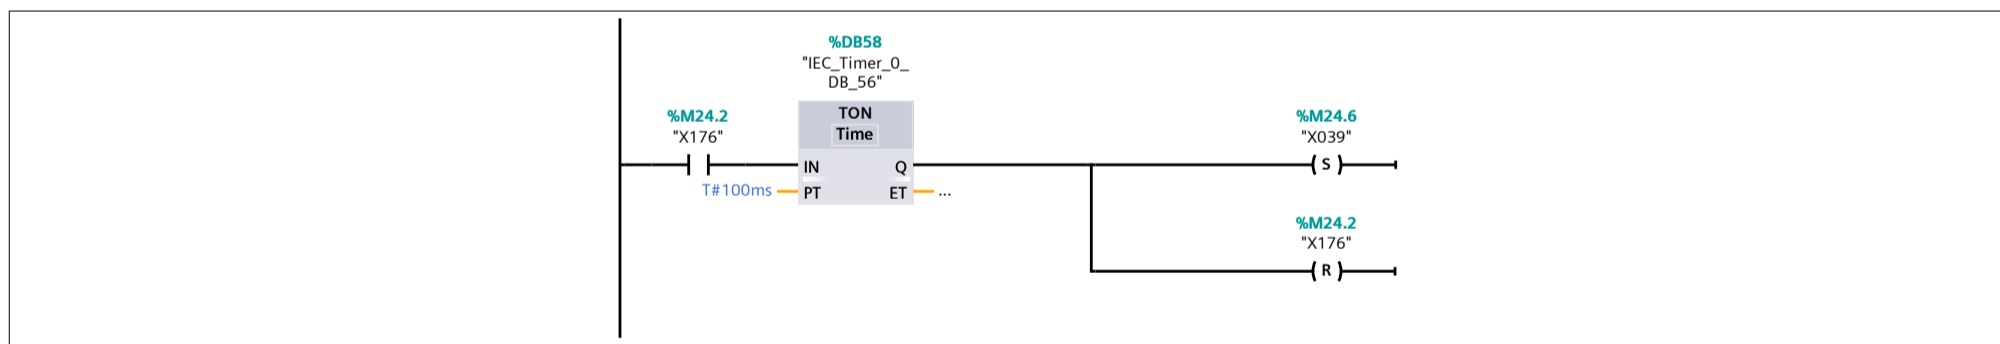 %DB58
"IEC_Timer_0_
DB_56"
%M24.2
"X176"
TON
Time
%M24.6
"X039"
IN
Q
S
T#100ms
PT
ET
...
%M24.2
"X176"
R